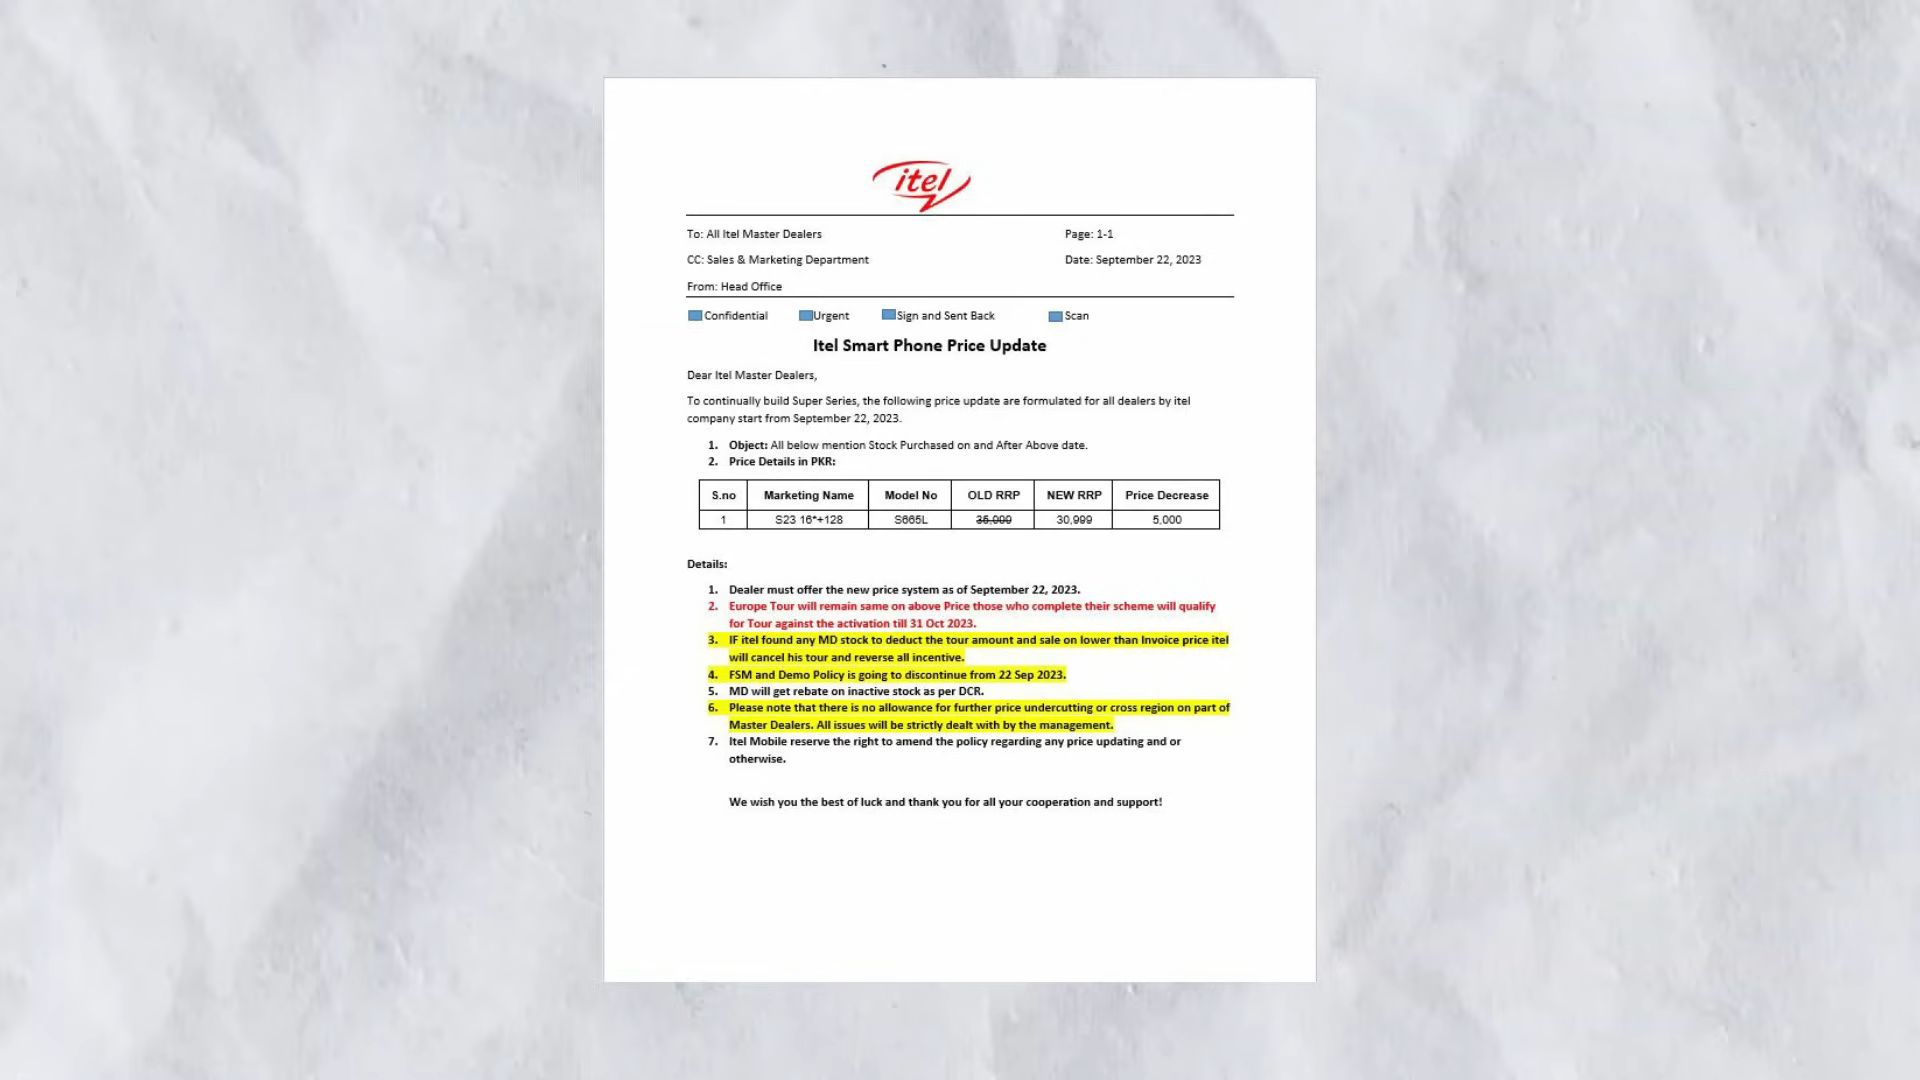 itel
To: All Itel Master Dealers Page: 1-1
CC: Sales & Marketing Department Date: September 22, 2023
From: Head Office
Confidential Urgent Sign and Sent Back Scan
Itel Smart Phone Price Update
Dear Itel Master Dealers,
To continually build Super Series, the following price update are formulated for all dealers by itel
company start from September 22, 2023.
1. Object: All below mention Stock Purchased on and After Above date.
2. Price Details in PKR:
S.no Marketing Name Model No OLD RRP NEW RRP Price Decrease
1 S23 16*+128 S665L 35,999 30,999 5,000
Details:
1. Dealer must offer the new price system as of September 22, 2023.
2. Europe Tour will remain same on above Price those who complete their scheme will qualify
for Tour against the activation till 31 Oct 2023.
3. IF itel found any MD stock to deduct the tour amount and sale on lower than Invoice price itel
will cancel his tour and reverse all incentive.
4. FSM and Demo Policy is going to discontinue from 22 Sep 2023.
5. MD will get rebate on inactive stock as per DCR.
6. Please note that there is no allowance for further price undercutting or cross region on part of
Master Dealers. All issues will be strictly dealt with by the management.
7. Itel Mobile reserve the right to amend the policy regarding any price updating and or
otherwise.
We wish you the best of luck and thank you for all your cooperation and support!